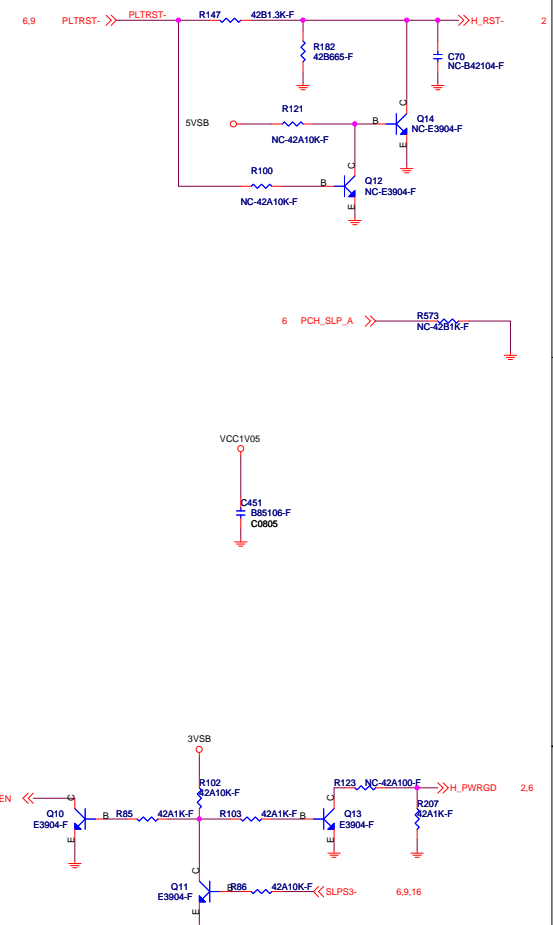 6,9 PLTRST- PLTRST- R147 42B1.3K-F H_RST- 2
R182
42B665-F
C70
NC-B42104-F
R121
5VSB B C Q14
NC-42A10K-F NC-E3904-F
E
R100 C
B Q12
NC-42A10K-F NC-E3904-F
E
6 PCH_SLP_A R573
NC-42B1K-F
VCC1V05
C451
B85106-F
C0805
3VSB
R102
42A10K-F
R123 NC-42A100-F H_PWRGD 2,6
EN C C R207
Q10 B R85 42A1K-F R103 42A1K-F B Q13 42A1K-F
E3904-F E3904-F
E E
C
Q11 B R86 42A10K-F SLPS3- 6,9,16
E3904-F
E